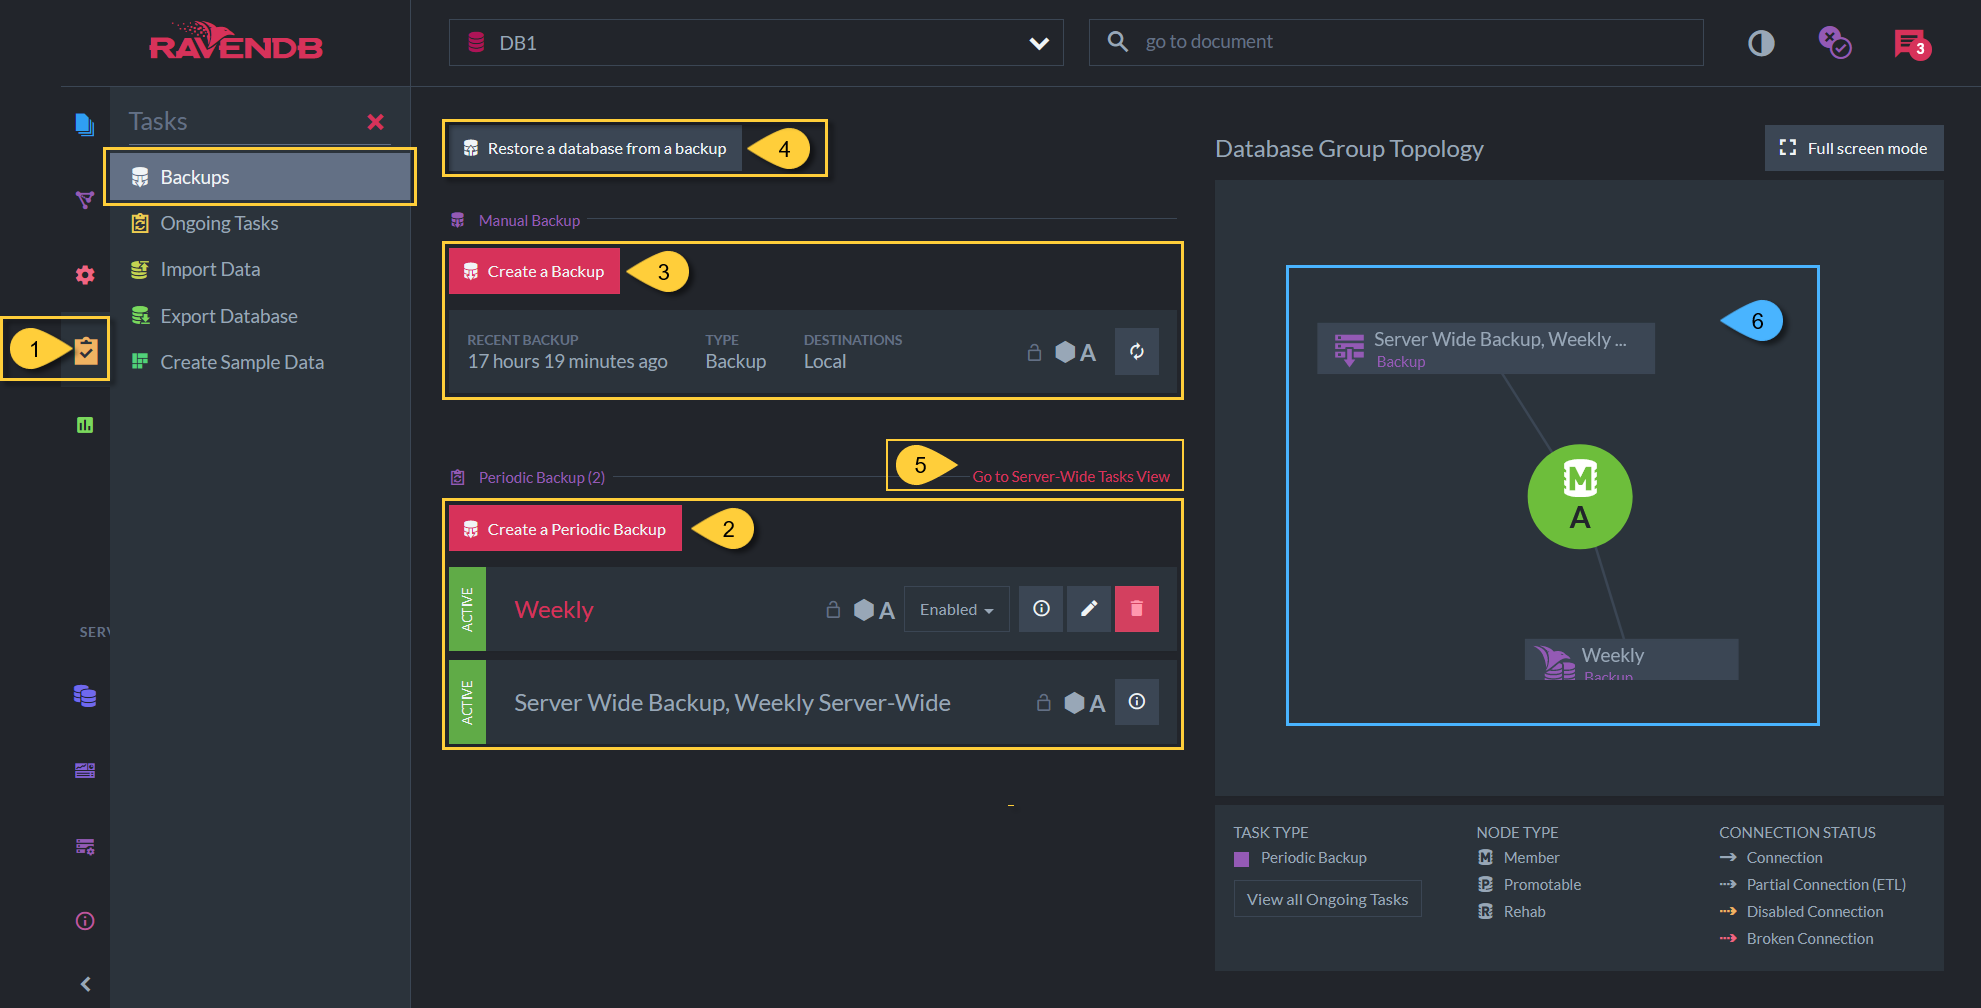 RAVENDB
DB1
go to document
3
Tasks
Backups
Ongoing Tasks
Import Data
Export Database
Create Sample Data
1
SERV
Restore a database from a backup
4
Manual Backup
Create a Backup
3
RECENT BACKUP
17 hours 19 minutes ago
TYPE
Backup
DESTINATIONS
Local
A
Periodic Backup (2)
5
Go to Server-Wide Tasks View
Create a Periodic Backup
2
ACTIVE
Weekly
A
Enabled
ACTIVE
Server Wide Backup, Weekly Server-Wide
A
Database Group Topology
Full screen mode
6
Server Wide Backup, Weekly ...
Backup
M
A
Weekly
Backup
TASK TYPE
Periodic Backup
View all Ongoing Tasks
NODE TYPE
M Member
P Promotable
R Rehab
CONNECTION STATUS
Connection
Partial Connection (ETL)
Disabled Connection
Broken Connection